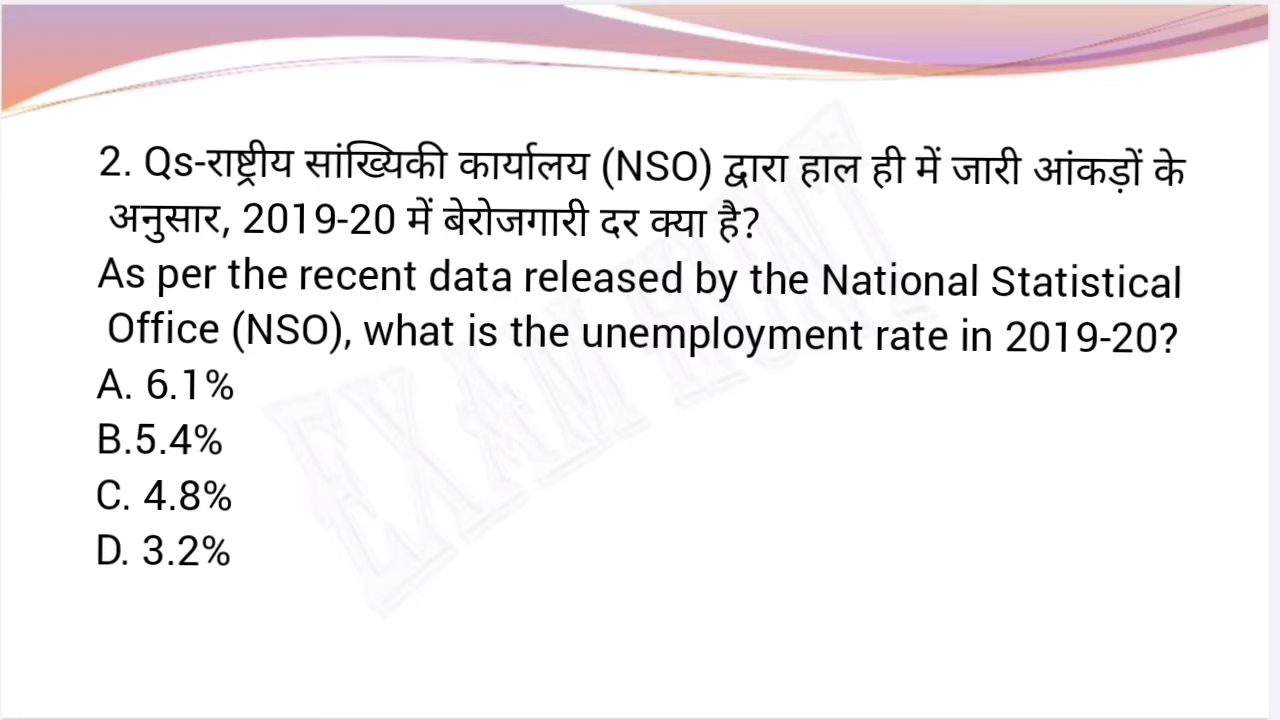 2. Qs-राष्ट्रीय सांख्यिकी कार्यालय (NSO) द्वारा हाल ही में जारी आंकड़ों के
अनुसार, 2019-20 में बेरोजगारी दर क्या है?
As per the recent data released by the National Statistical
Office (NSO), what is the unemployment rate in 2019-20?
A. 6.1%
B.5.4%
C. 4.8%
D. 3.2%
EXAM HUNT